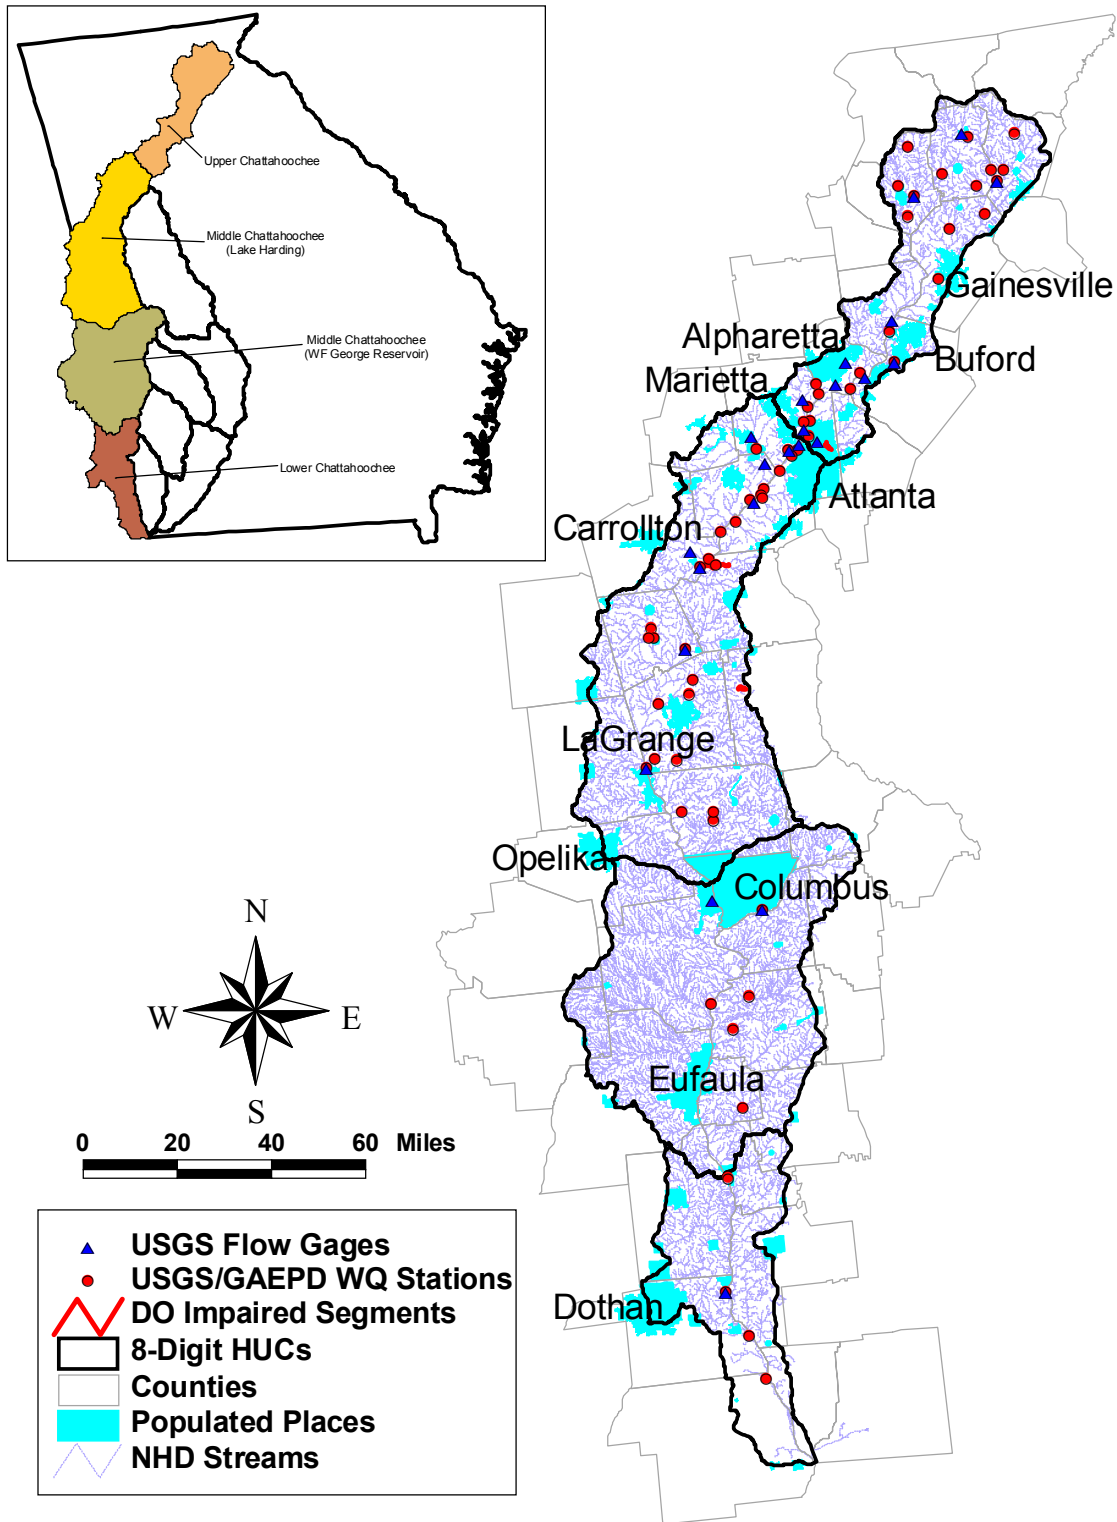 Upper Chattahoochee
Middle Chattahoochee
(Lake Harding)
Middle Chattahoochee
(WF George Reservoir)
Lower Chattahoochee
Gainesville
Alpharetta
Buford
Marietta
Atlanta
Carrollton
LaGrange
Opelika
Columbus
Eufaula
Dothan
N
W E
S
0 20 40 60 Miles
USGS Flow Gages
USGS/GAEPD WQ Stations
DO Impaired Segments
8-Digit HUCs
Counties
Populated Places
NHD Streams